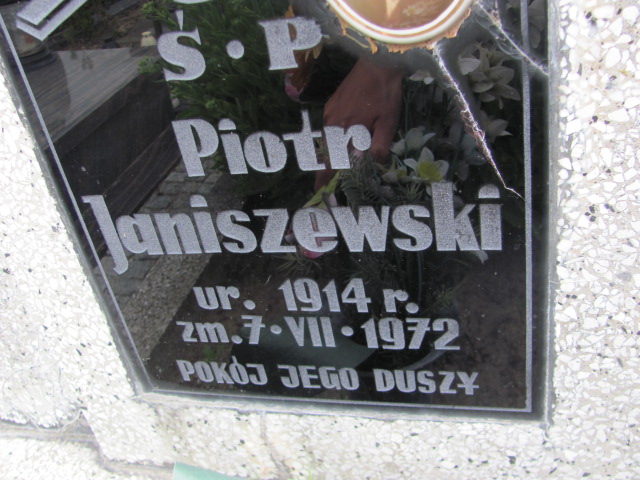 Ś·P
Piotr
Janiszewski
ur. 1914 r.
zm. 7·VII·1972
POKÓJ JEGO DUSZY